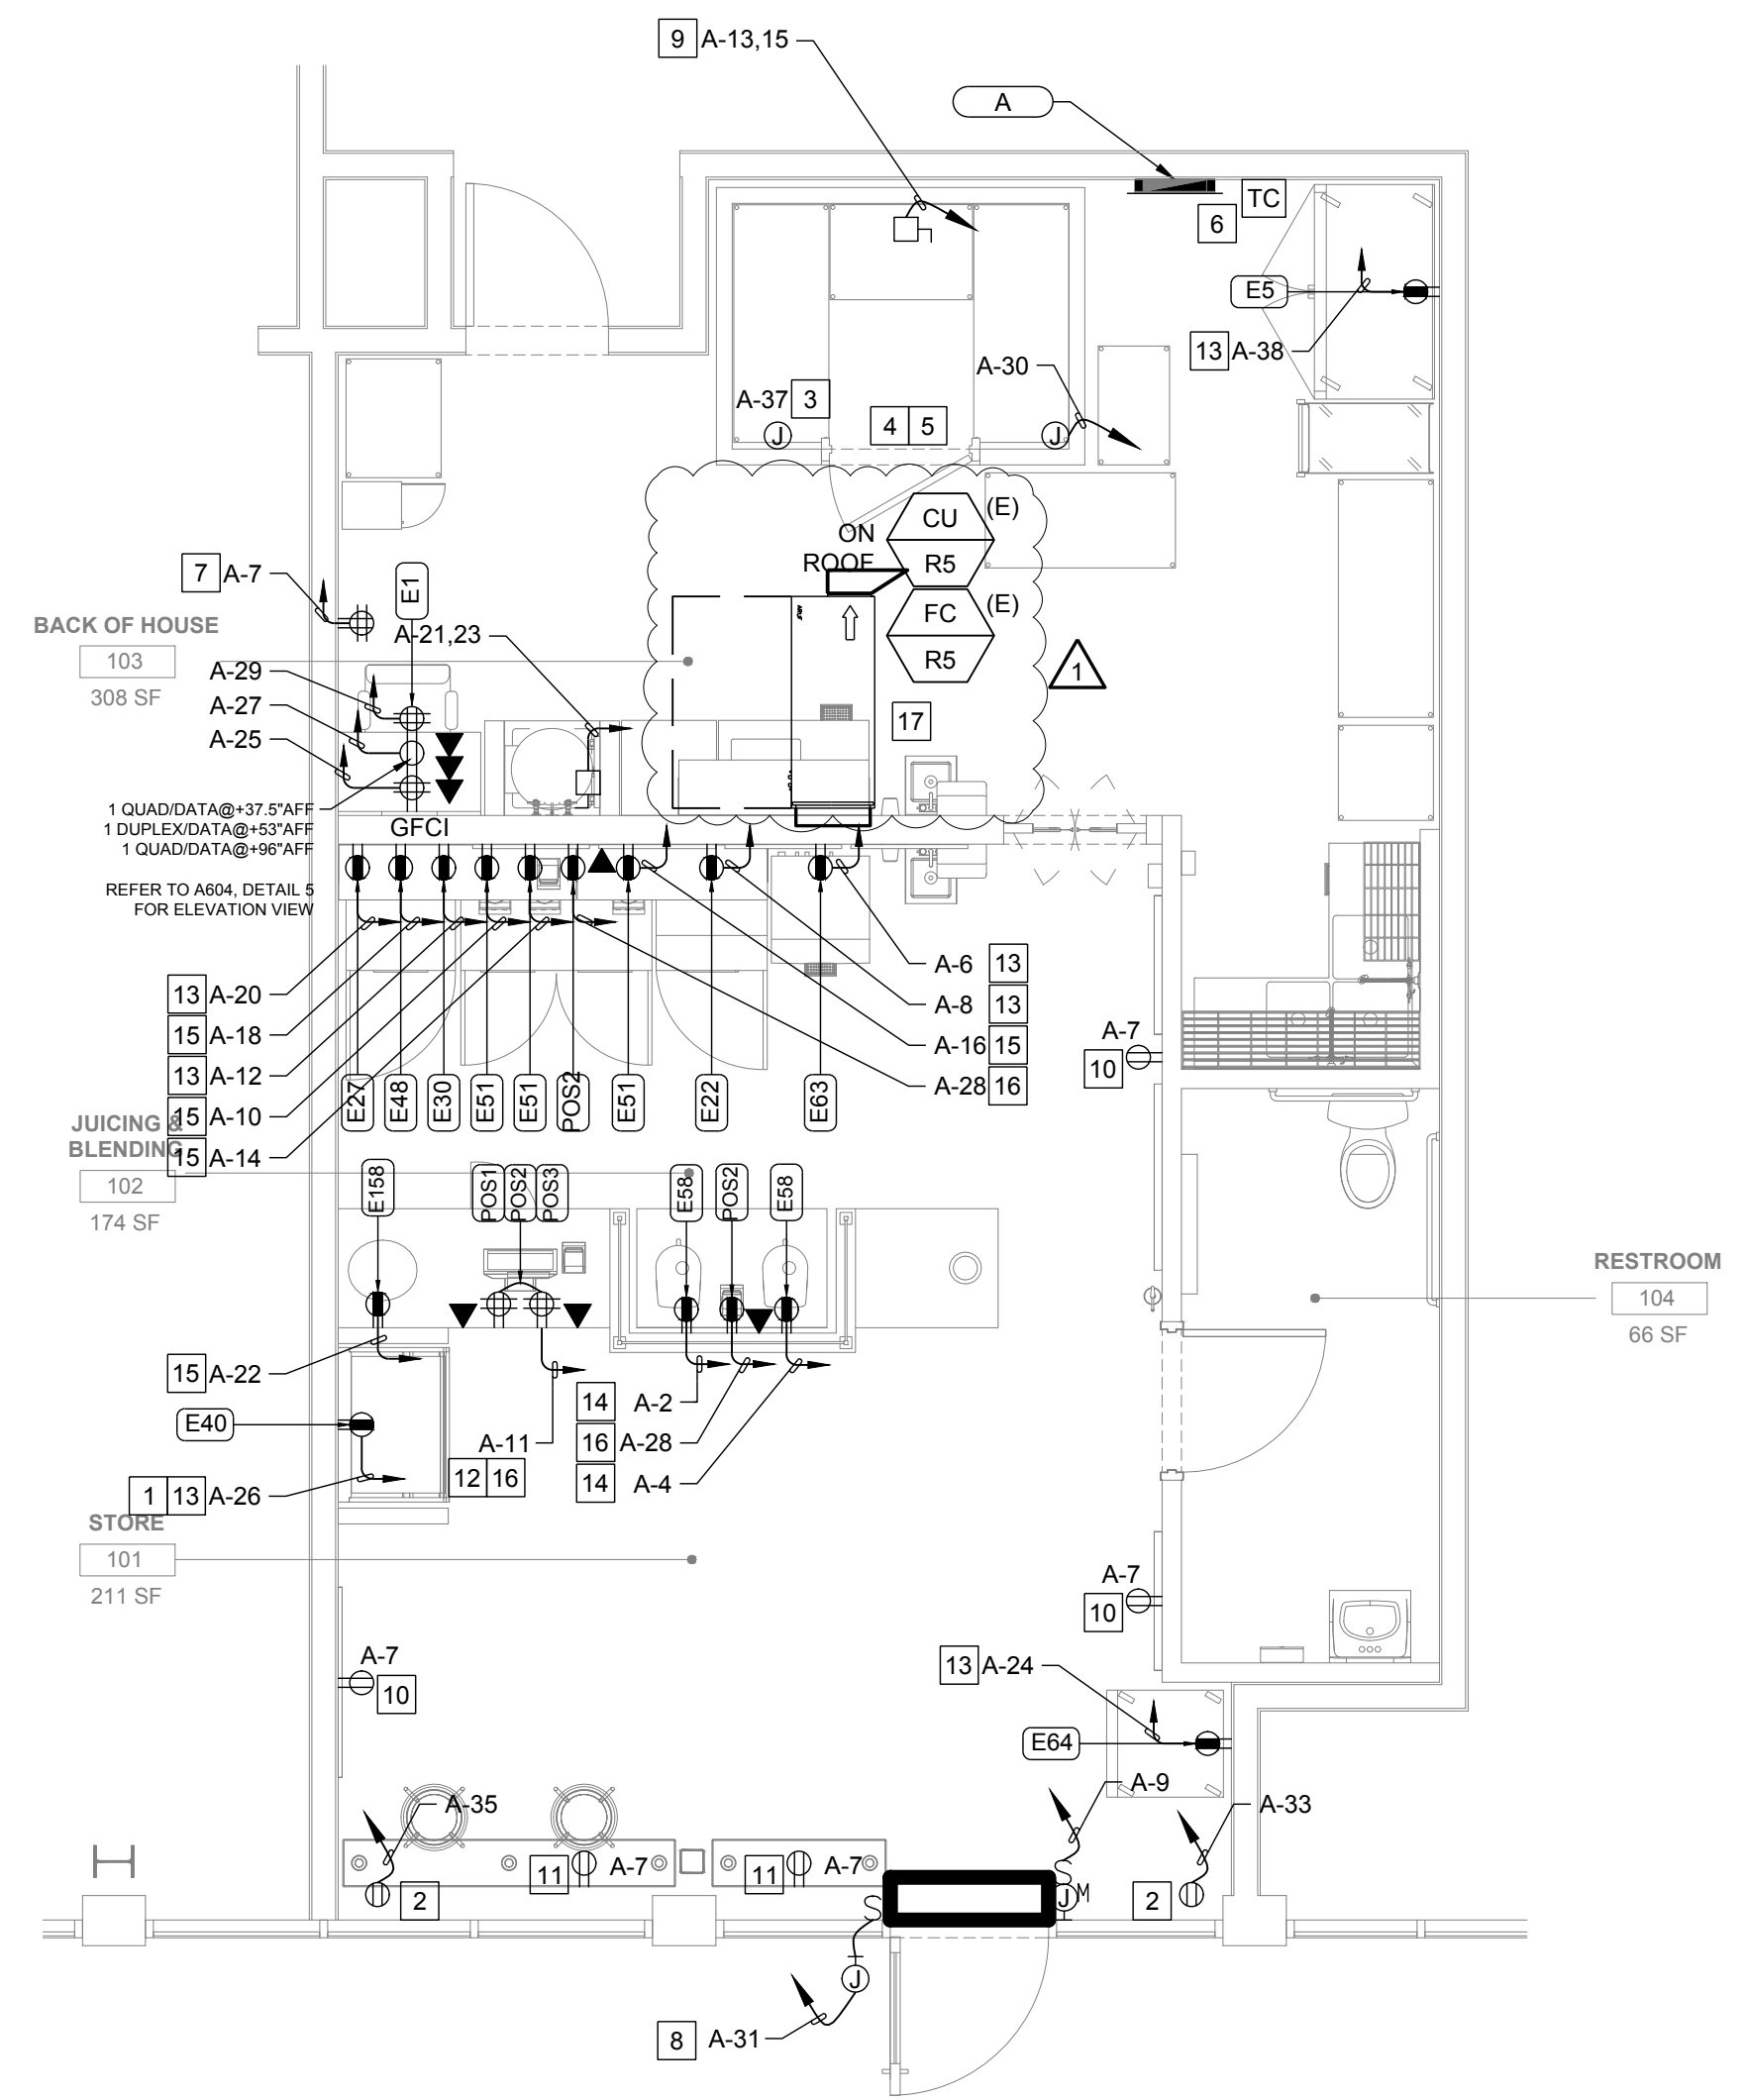 9 A-13,15
A
TC
6
E5
13 A-38
A-30
A-37 3
4 5
J
J
CU (E)
ON
ROOF
R5
FC (E)
R5
1
7 A-7
E1
A-21,23
BACK OF HOUSE
103
308 SF
A-29
A-27
A-25
17
1 QUAD/DATA@+37.5"AFF
1 DUPLEX/DATA@+53"AFF
1 QUAD/DATA@+96"AFF
GFCI
REFER TO A604, DETAIL 5
FOR ELEVATION VIEW
A-6 13
A-8 13
A-16 15
A-28 16
13 A-20
15 A-18
13 A-12
15 A-10
15 A-14
E27
E48
E30
E51
E51
POS2
E51
E22
E63
A-7
10
JUICING &
BLENDING
102
174 SF
E158
POS1
POS2
POS3
E58
POS2
E58
RESTROOM
104
66 SF
15 A-22
E40
1 13 A-26
A-11
12 16
14 A-2
16 A-28
14 A-4
STORE
101
211 SF
A-7
10
A-7
10
13 A-24
E64
A-9
A-35
A-33
11 A-7
11 A-7
2
2
S
S
J M
J
8 A-31